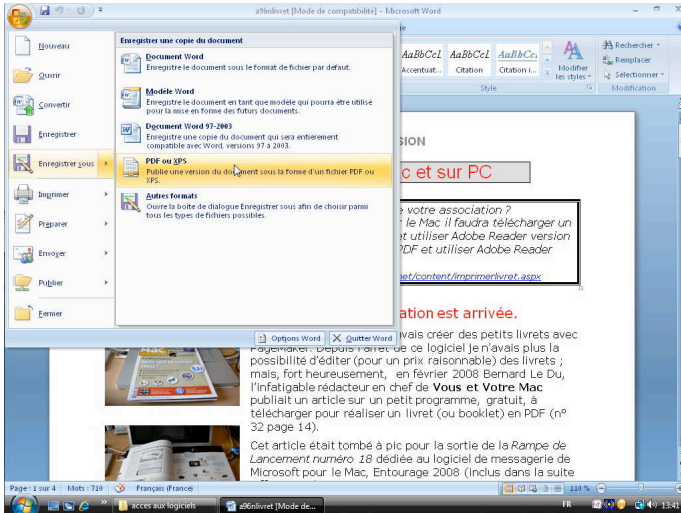 a96nlivret [Mode de compatibilité] - Microsoft Word
Nouveau
Ouvrir
Convertir
Enregistrer
Enregistrer sous
Imprimer
Préparer
Envoyer
Publier
Fermer
Enregistrer une copie du document
Document Word
Enregistre le document sous le format de fichier par défaut.
Modèle Word
Enregistre le document en tant que modèle qui pourra être utilisé
pour la mise en forme des futurs documents.
Document Word 97-2003
Enregistre une copie du document qui sera entièrement
compatible avec Word, versions 97 à 2003.
PDF ou XPS
Publie une version du document sous la forme d'un fichier PDF ou
XPS.
Autres formats
Ouvre la boîte de dialogue Enregistrer sous afin de choisir parmi
tous les types de fichiers possibles.
Options Word
Quitter Word
AaBbCcL AaBbCcL AaBbCc
Accentuat... Citation Citation i...
Modifier
les styles
Style
Rechercher
Remplacer
Sélectionner
Modification
SION
c et sur PC
e votre association ?
r le Mac il faudra télécharger un
et utiliser Adobe Reader version
PDF et utiliser Adobe Reader
net/content/imprimerlivret.aspx
ation est arrivée.
uvais créer des petits livrets avec
PageMaker. Depuis l'arrêt de ce logiciel je n'avais plus la
possibilité d'éditer (pour un prix raisonnable) des livrets ;
mais, fort heureusement, en février 2008 Bernard Le Du,
l'infatigable rédacteur en chef de Vous et Votre Mac
publiait un article sur un petit programme, gratuit, à
télécharger pour réaliser un livret (ou booklet) en PDF (n°
32 page 14).
Cet article était tombé à pic pour la sortie de la Rampe de
Lancement numéro 18 dédiée au logiciel de messagerie de
Microsoft pour le Mac, Entourage 2008 (inclus dans la suite
Mac
Page : 1 sur 4 Mots : 719 Français (France) 110 %
acces aux logiciels
a96nlivret [Mode de...
FR
13:41